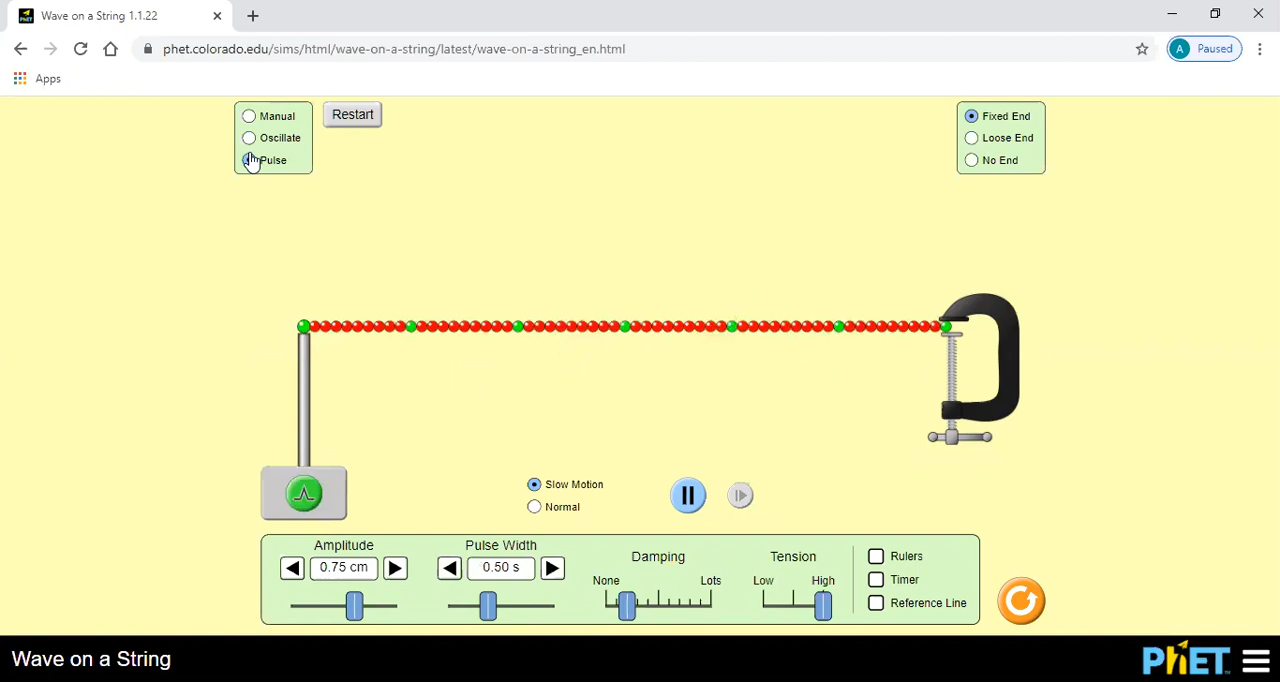 Wave on a String 1.1.22
phet.colorado.edu/sims/html/wave-on-a-string/latest/wave-on-a-string_en.html
A Paused
Apps
Manual
Oscillate
Pulse
Restart
Fixed End
Loose End
No End
Slow Motion
Normal
Amplitude
0.75 cm
Pulse Width
0.50 s
Damping
None Lots
Tension
Low High
Rulers
Timer
Reference Line
Wave on a String
PhET